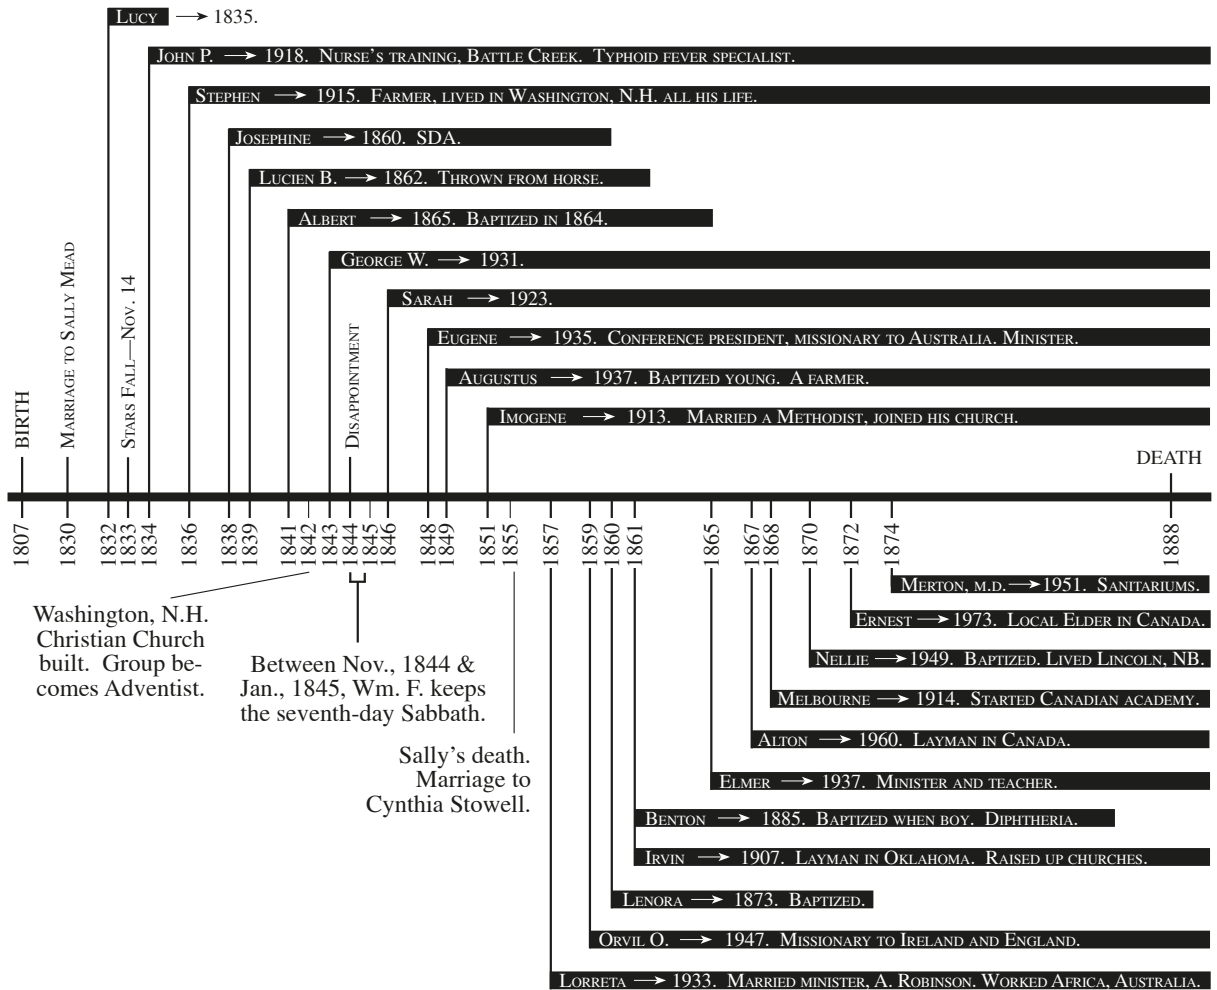 Lucy → 1835.
John P. → 1918. Nurse's training, Battle Creek. Typhoid fever specialist.
Stephen → 1915. Farmer, lived in Washington, N.H. all his life.
Josephine → 1860. SDA.
Lucien B. → 1862. Thrown from horse.
Albert → 1865. Baptized in 1864.
George W. → 1931.
Sarah → 1923.
Eugene → 1935. Conference president, missionary to Australia. Minister.
Augustus → 1937. Baptized young. A farmer.
Imogene → 1913. Married a Methodist, joined his church.
BIRTH
Marriage to Sally Mead
Stars Fall—Nov. 14
Disappointment
DEATH
1807
1830
1832
1833
1834
1836
1838
1839
1841
1842
1843
1844
1845
1846
1848
1849
1851
1855
1857
1859
1860
1861
1865
1867
1868
1870
1872
1874
1888
Washington, N.H.
Christian Church
built. Group be-
comes Adventist.
Between Nov., 1844 &
Jan., 1845, Wm. F. keeps
the seventh-day Sabbath.
Sally's death.
Marriage to
Cynthia Stowell.
Merton, m.d. → 1951. Sanitariums.
Ernest → 1973. Local Elder in Canada.
Nellie → 1949. Baptized. Lived Lincoln, NB.
Melbourne → 1914. Started Canadian academy.
Alton → 1960. Layman in Canada.
Elmer → 1937. Minister and teacher.
Benton → 1885. Baptized when boy. Diphtheria.
Irvin → 1907. Layman in Oklahoma. Raised up churches.
Lenora → 1873. Baptized.
Orvil O. → 1947. Missionary to Ireland and England.
Lorreta → 1933. Married minister, A. Robinson. Worked Africa, Australia.